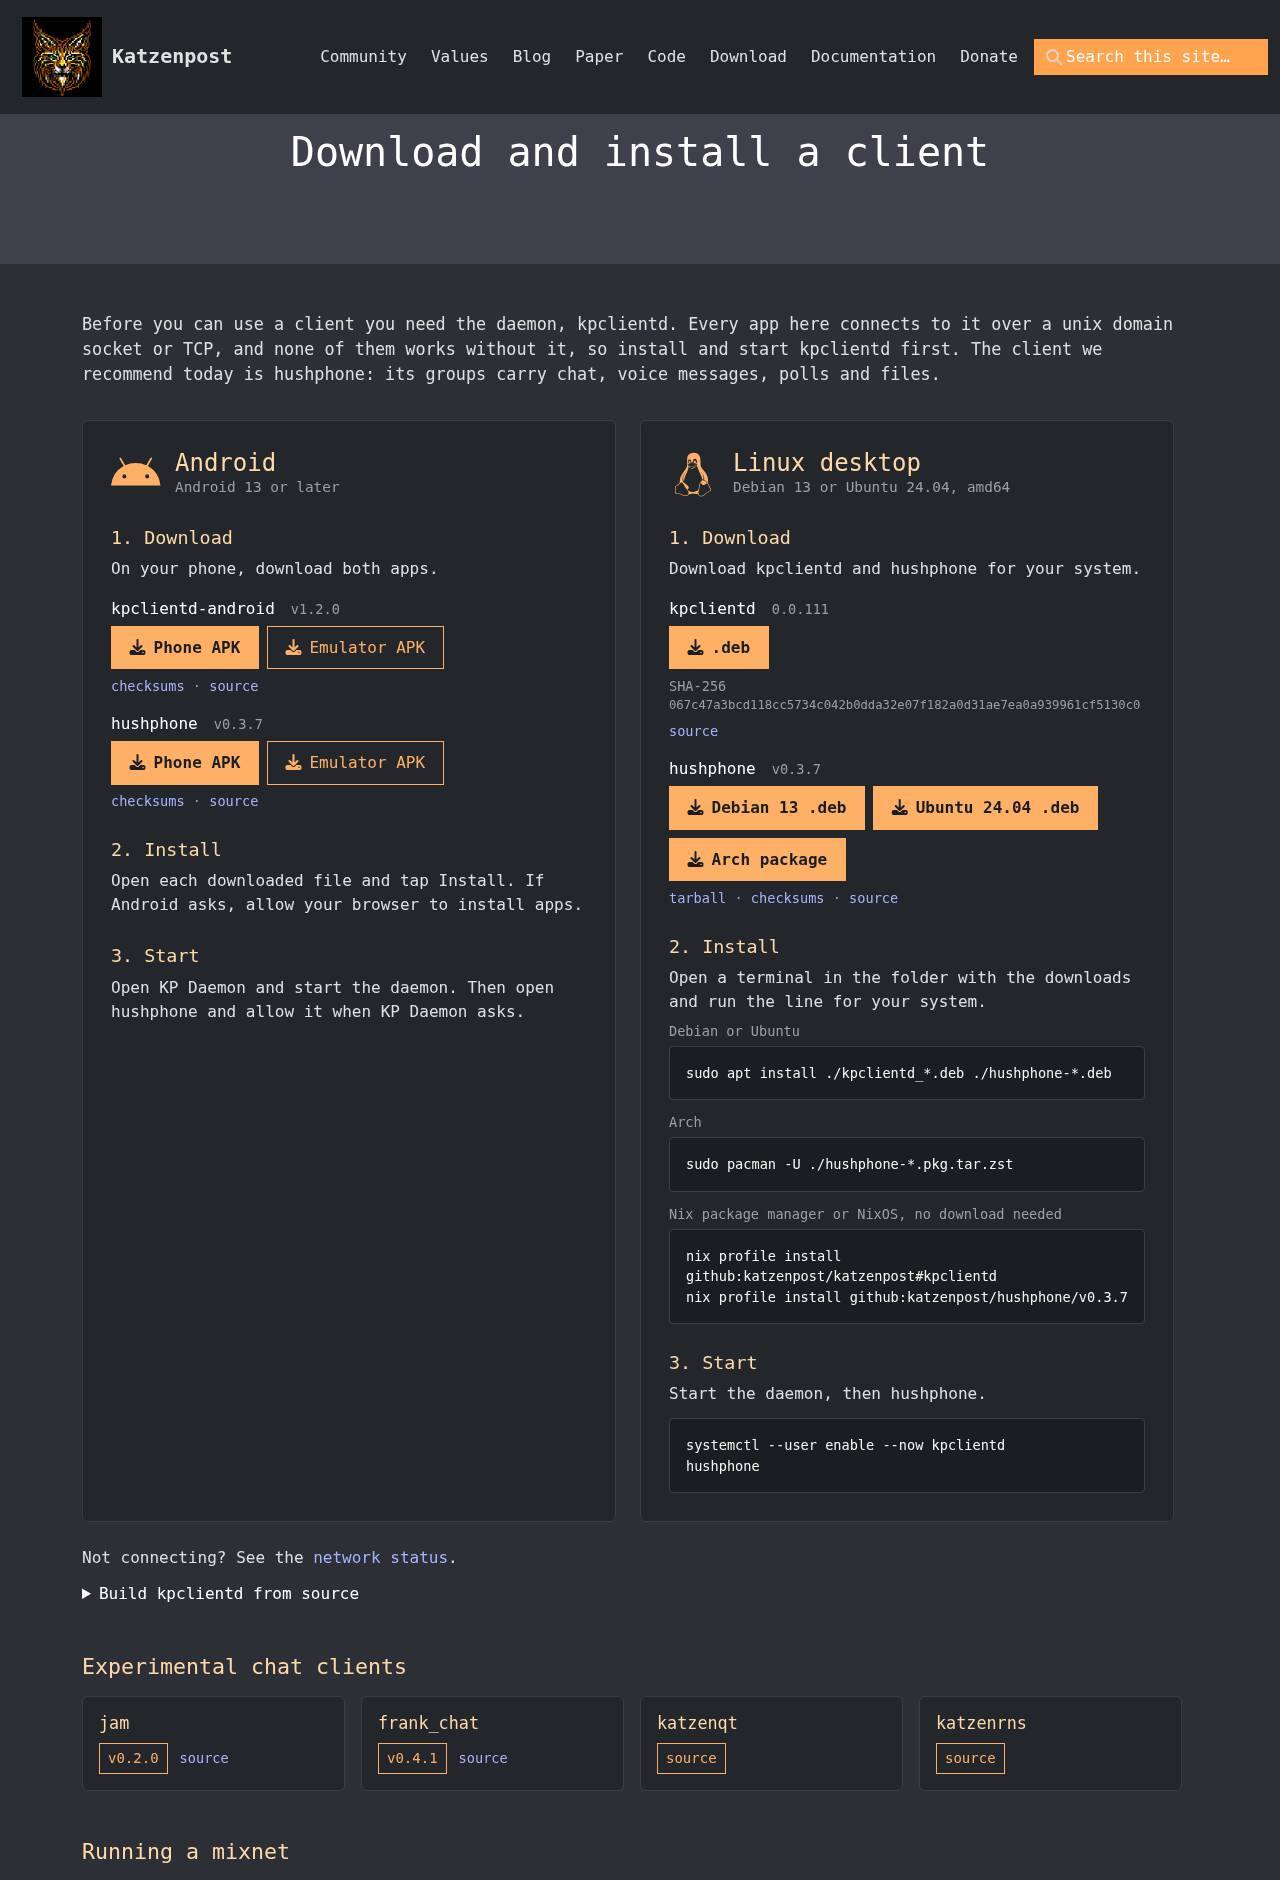 Katzenpost
Community Values Blog Paper Code Download Documentation Donate Search this site…
Download and install a client
Before you can use a client you need the daemon, kpclientd. Every app here connects to it over a unix domain
socket or TCP, and none of them works without it, so install and start kpclientd first. The client we
recommend today is hushphone: its groups carry chat, voice messages, polls and files.
Android
Android 13 or later
1. Download
On your phone, download both apps.
kpclientd-android v1.2.0
Phone APK Emulator APK
checksums · source
hushphone v0.3.7
Phone APK Emulator APK
checksums · source
2. Install
Open each downloaded file and tap Install. If
Android asks, allow your browser to install apps.
3. Start
Open KP Daemon and start the daemon. Then open
hushphone and allow it when KP Daemon asks.
Linux desktop
Debian 13 or Ubuntu 24.04, amd64
1. Download
Download kpclientd and hushphone for your system.
kpclientd 0.0.111
.deb
SHA-256
067c47a3bcd118cc5734c042b0dda32e07f182a0d31ae7ea0a939961cf5130c0
source
hushphone v0.3.7
Debian 13 .deb Ubuntu 24.04 .deb
Arch package
tarball · checksums · source
2. Install
Open a terminal in the folder with the downloads
and run the line for your system.
Debian or Ubuntu
sudo apt install ./kpclientd_*.deb ./hushphone-*.deb
Arch
sudo pacman -U ./hushphone-*.pkg.tar.zst
Nix package manager or NixOS, no download needed
nix profile install
github:katzenpost/katzenpost#kpclientd
nix profile install github:katzenpost/hushphone/v0.3.7
3. Start
Start the daemon, then hushphone.
systemctl --user enable --now kpclientd
hushphone
Not connecting? See the network status.
Build kpclientd from source
Experimental chat clients
jam
v0.2.0 source
frank_chat
v0.4.1 source
katzenqt
source
katzenrns
source
Running a mixnet